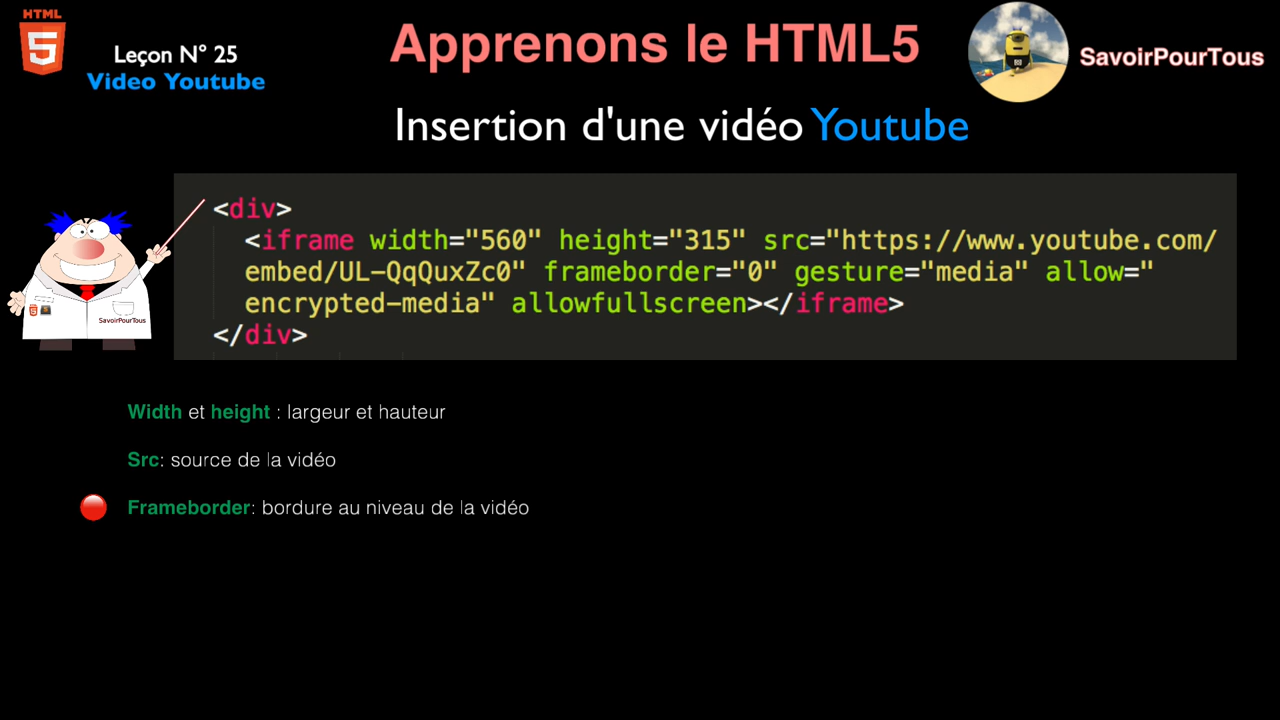 HTML
5
Leçon N° 25
Video Youtube
Apprenons le HTML5
SavoirPourTous
Insertion d'une vidéo Youtube
<div>
<iframe width="560" height="315" src="https://www.youtube.com/
embed/UL-QqQuxZc0" frameborder="0" gesture="media" allow="
encrypted-media" allowfullscreen></iframe>
</div>
SavoirPourTous
Width et height : largeur et hauteur
Src: source de la vidéo
Frameborder: bordure au niveau de la vidéo